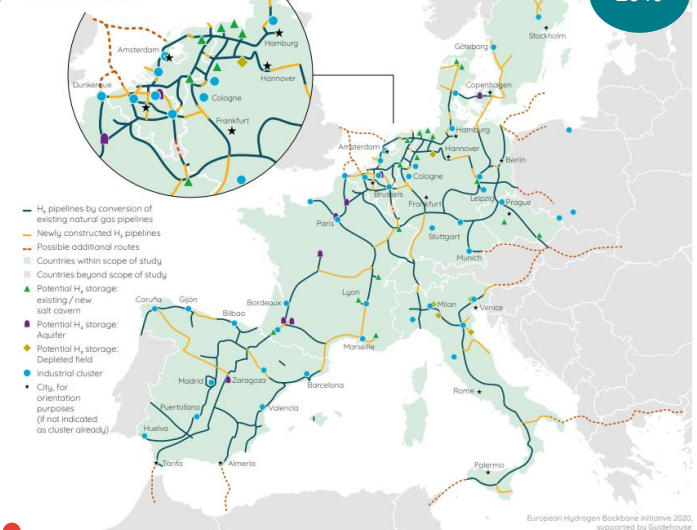 Stockholm
Göteborg
Copenhagen
Amsterdam
Hamburg
Dunkerque
Hannover
Cologne
Frankfurt
Hamburg
Amsterdam
Hannover
Berlin
Cologne
Brussels
Leipzig
Prague
Frankfurt
Paris
Stuttgart
Munich
H₂ pipelines by conversion of
existing natural gas pipelines
Newly constructed H₂ pipelines
Possible additional routes
Countries within scope of study
Countries beyond scope of study
Potential H₂ storage:
existing / new
salt cavern
Potential H₂ storage:
Aquifer
Potential H₂ storage:
Depleted field
Industrial cluster
City, for
orientation
purposes
(if not indicated
as cluster already)
Lyon
Milan
Venice
Coruña
Gijón
Bordeaux
Bilbao
Marseille
Madrid
Zaragoza
Barcelona
Rome
Puertollano
Valencia
Huelva
Tarifa
Almería
Palermo
European Hydrogen Backbone initiative 2020,
supported by Guidehouse